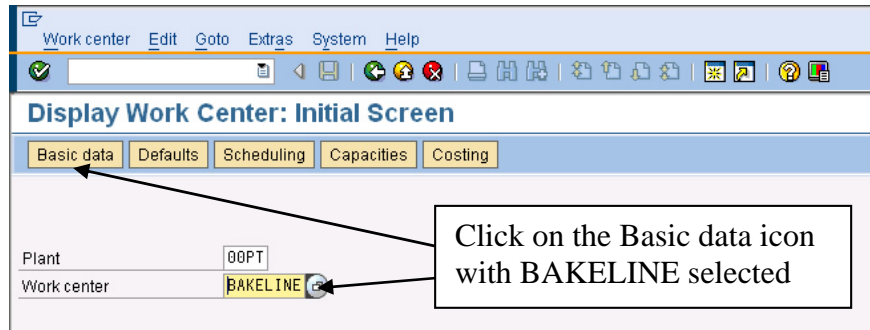 Work center Edit Goto Extras System Help
Display Work Center: Initial Screen
Basic data Defaults Scheduling Capacities Costing
Click on the Basic data icon
with BAKELINE selected
Plant 00PT
Work center BAKELINE